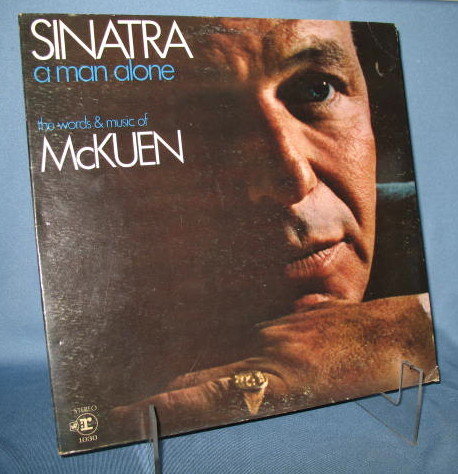 SINATRA
a man alone
the words & music of
McKUEN
STEREO
r
1030